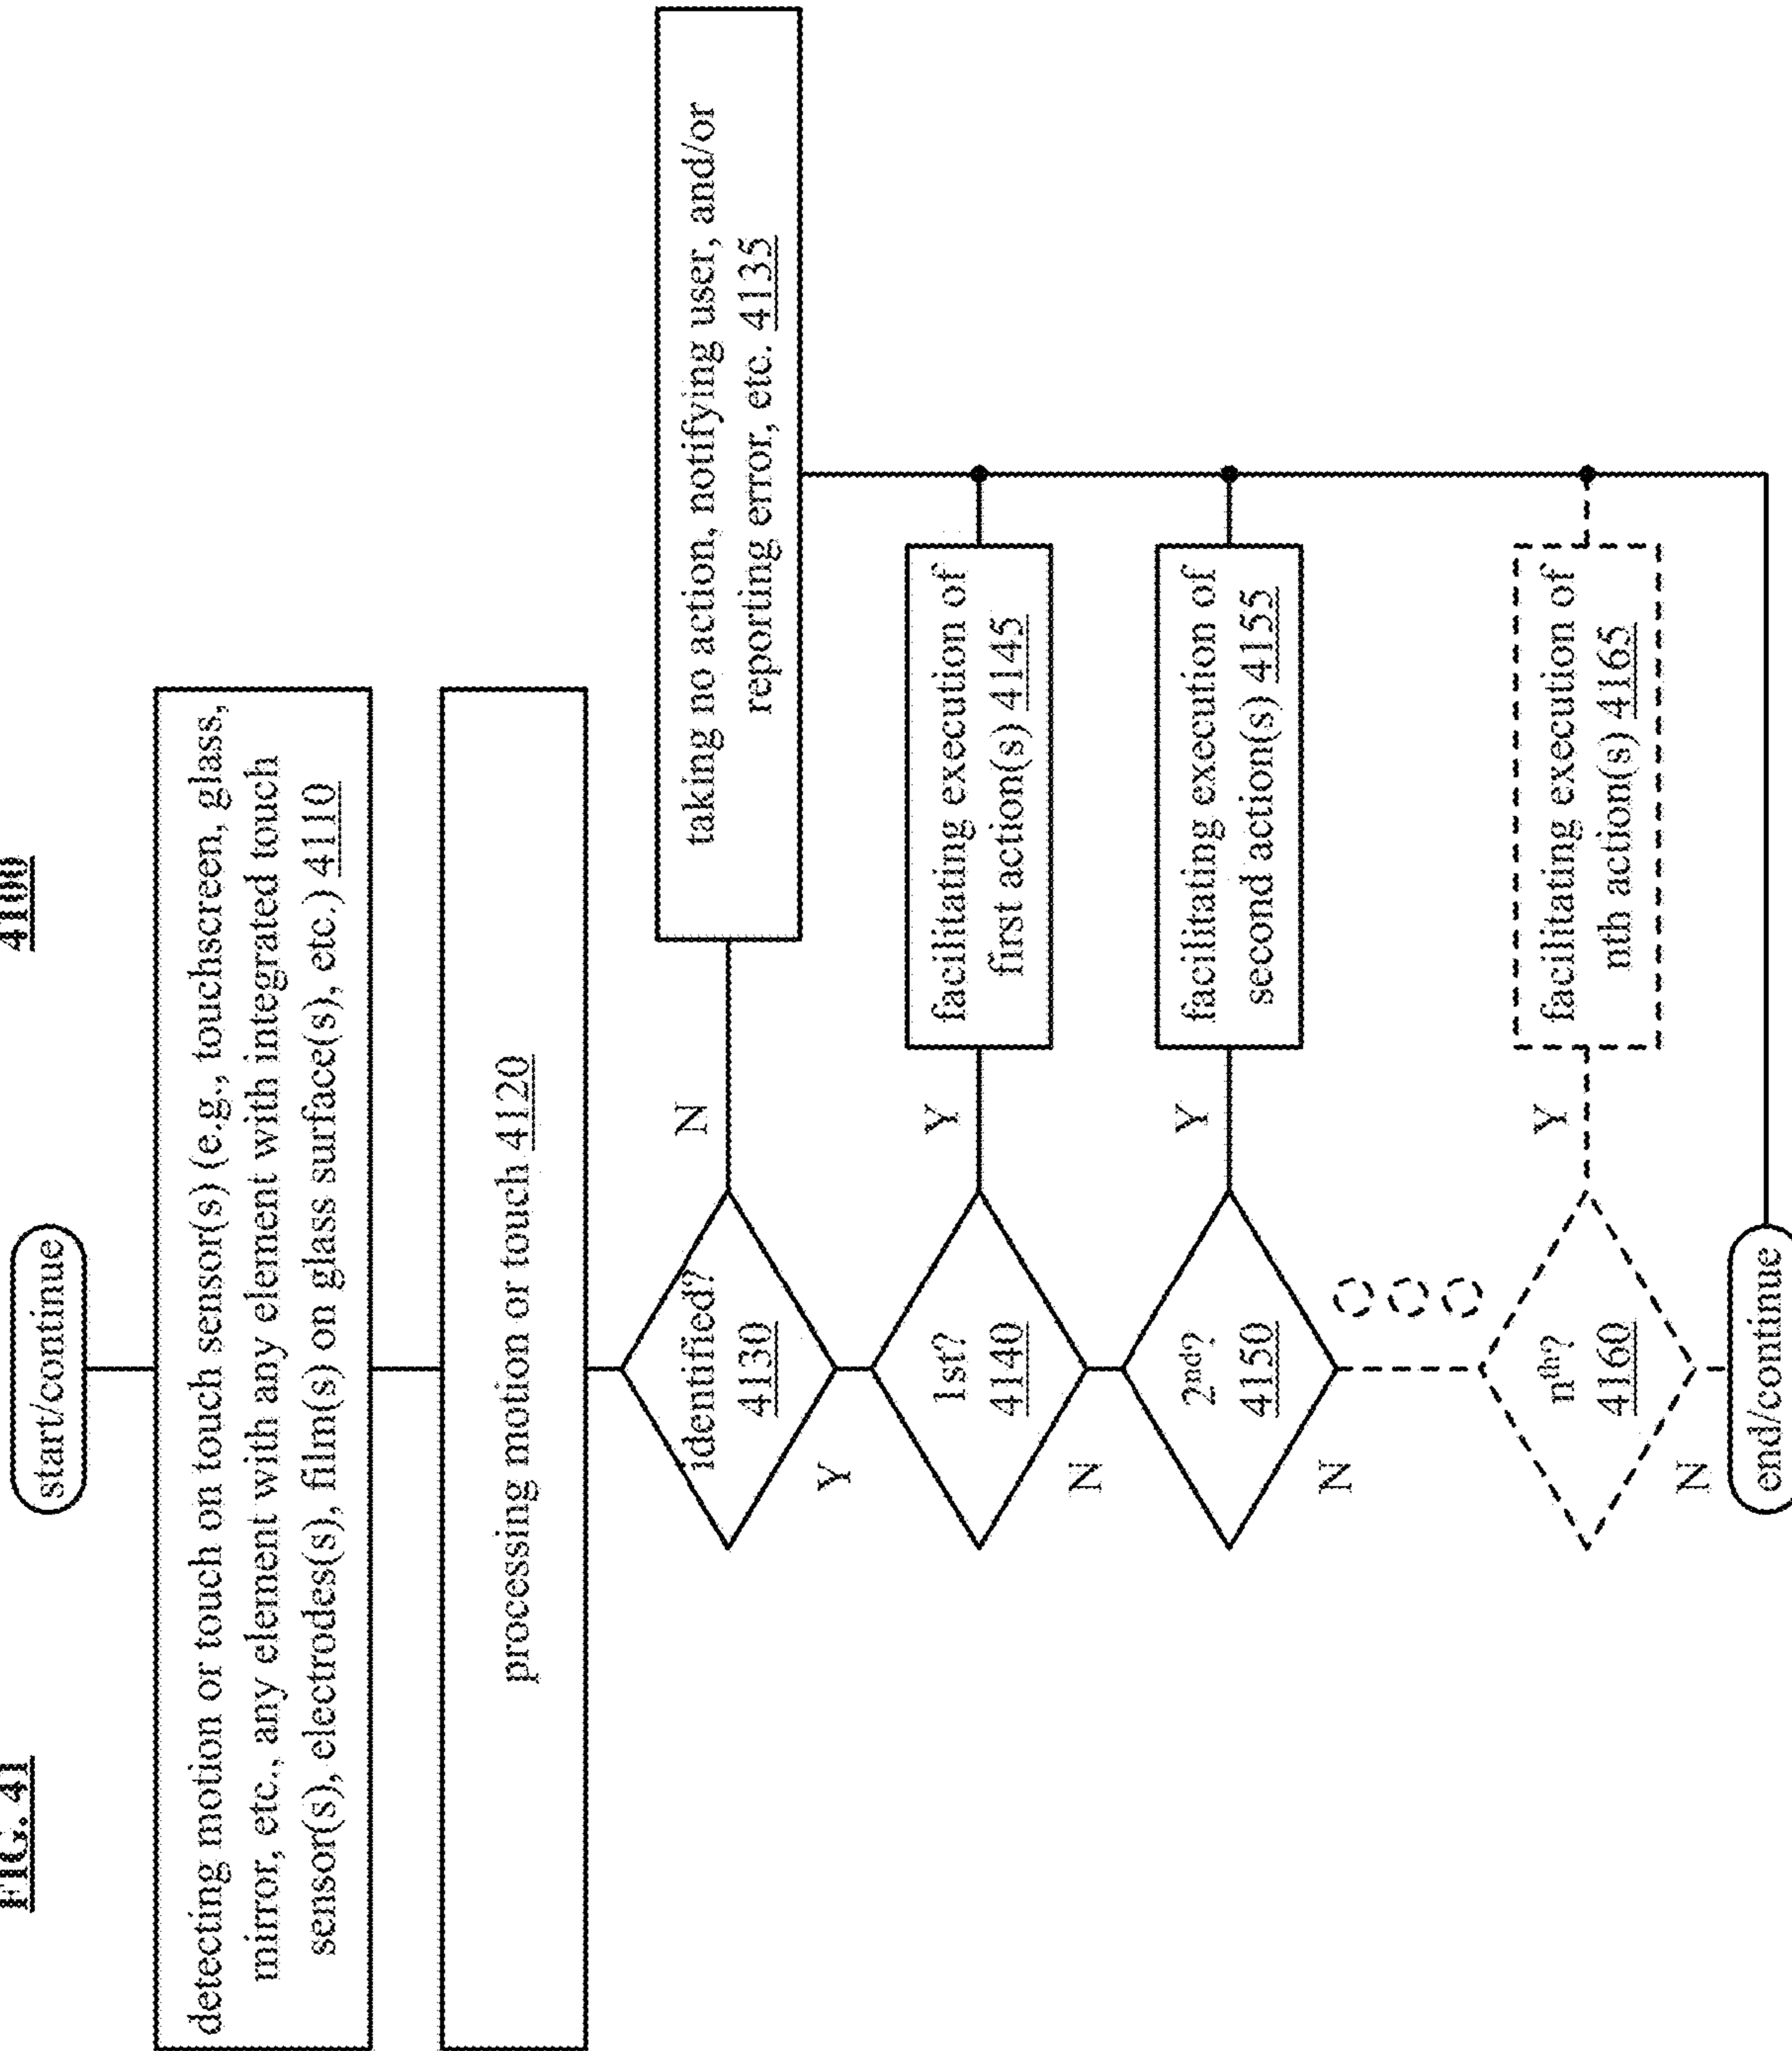 FIG. 41
4100
start/continue
detecting motion or touch on touch sensor(s) (e.g., touchscreen, glass,
mirror, etc., any element with any element with integrated touch
sensor(s), electrodes(s), film(s) on glass surface(s), etc.) 4110
processing motion or touch 4120
identified?
4130
N
taking no action, notifying user, and/or
reporting error, etc. 4135
Y
1st?
4140
Y
facilitating execution of
first action(s) 4145
N
2nd?
4150
Y
facilitating execution of
second action(s) 4155
N
nth?
4160
Y
facilitating execution of
nth action(s) 4165
N
end/continue